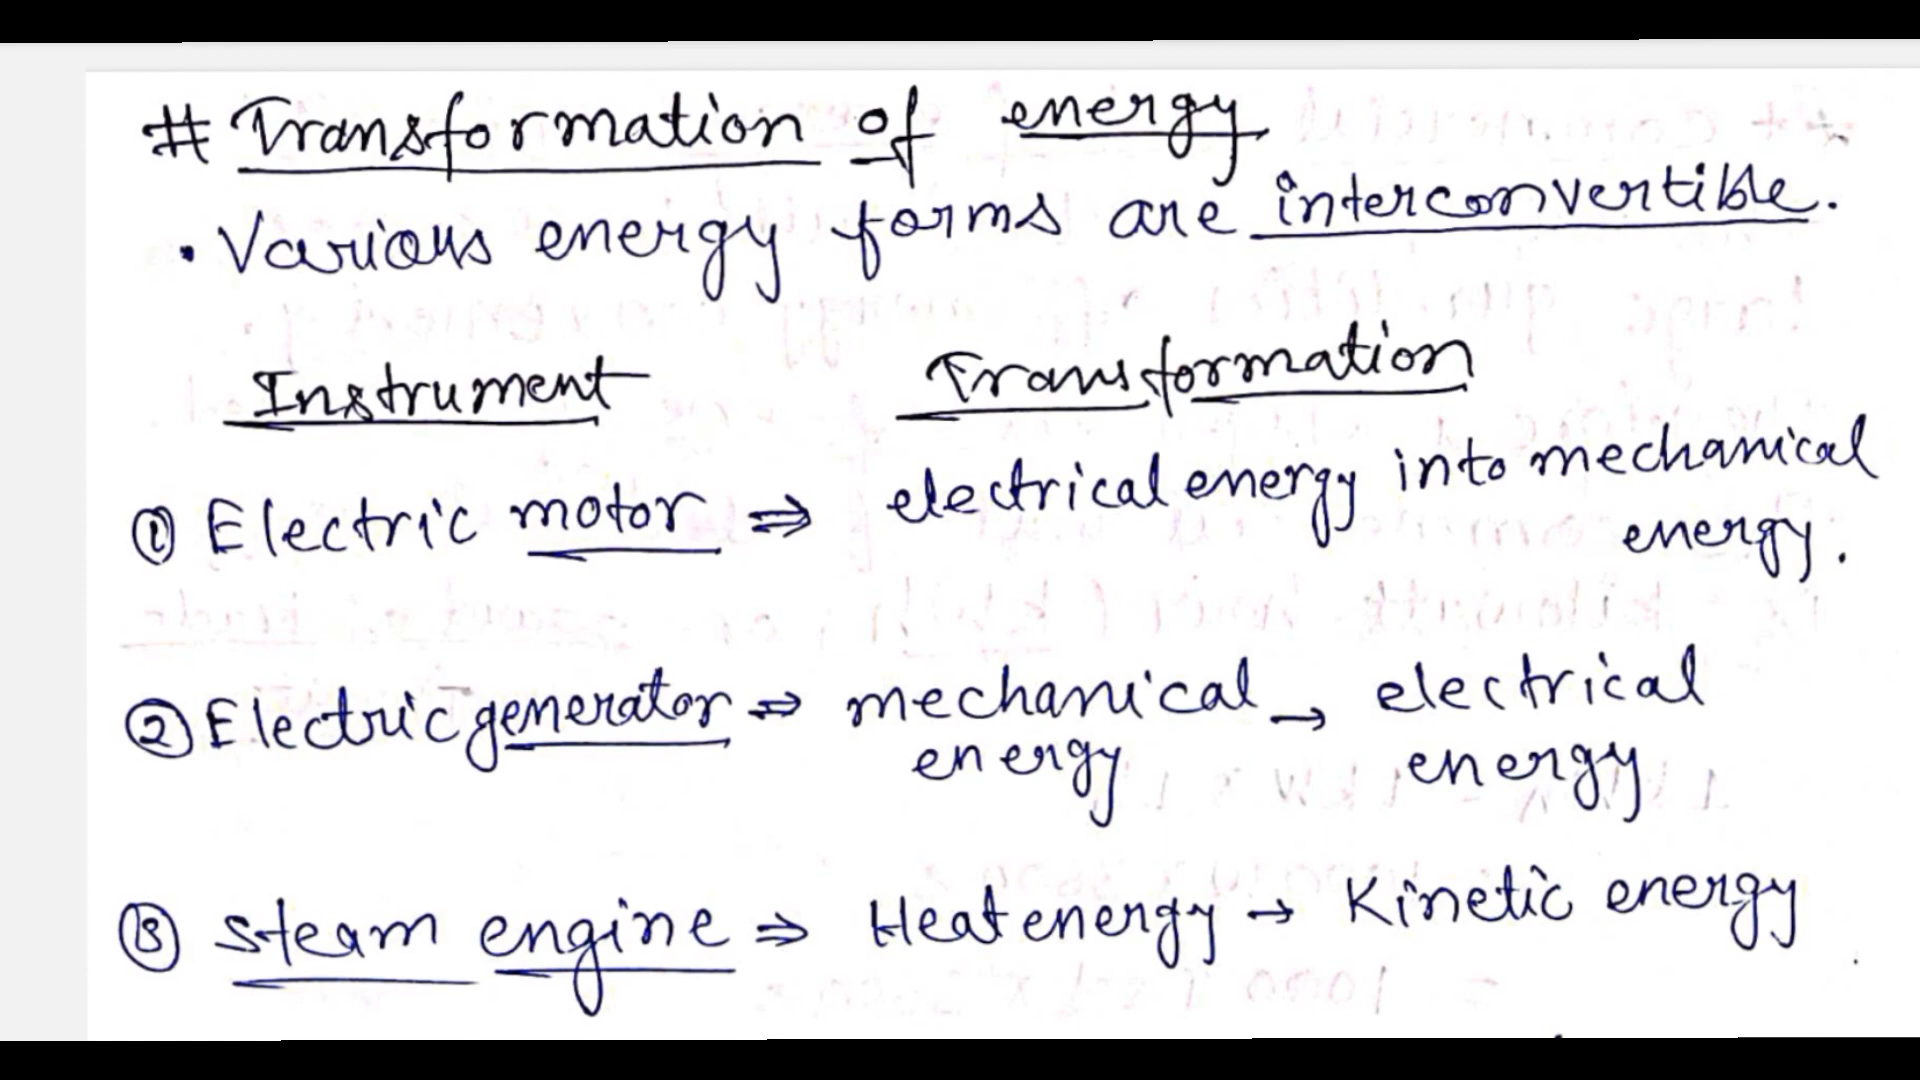 # Transformation of energy
• Various energy forms are interconvertible.
Instrument Transformation
① Electric motor ⇒ electrical energy into mechanical energy.
② Electric generator ⇒ mechanical energy → electrical energy
③ steam engine ⇒ Heat energy → Kinetic energy